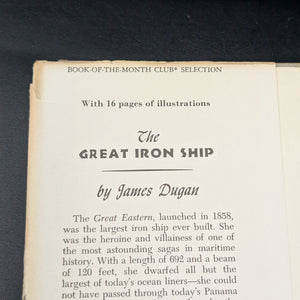 BOOK-OF-THE-MONTH CLUB* SELECTION
With 16 pages of illustrations
The
GREAT IRON SHIP
by James Dugan
The Great Eastern, launched in 1858,
was the largest iron ship ever built. She
was the heroine and villainess of one of
the most astounding sagas in maritime
history. With a length of 692 and a beam
of 120 feet, she dwarfed all but the
largest of today's ocean liners—she could
not have passed through today's Panama